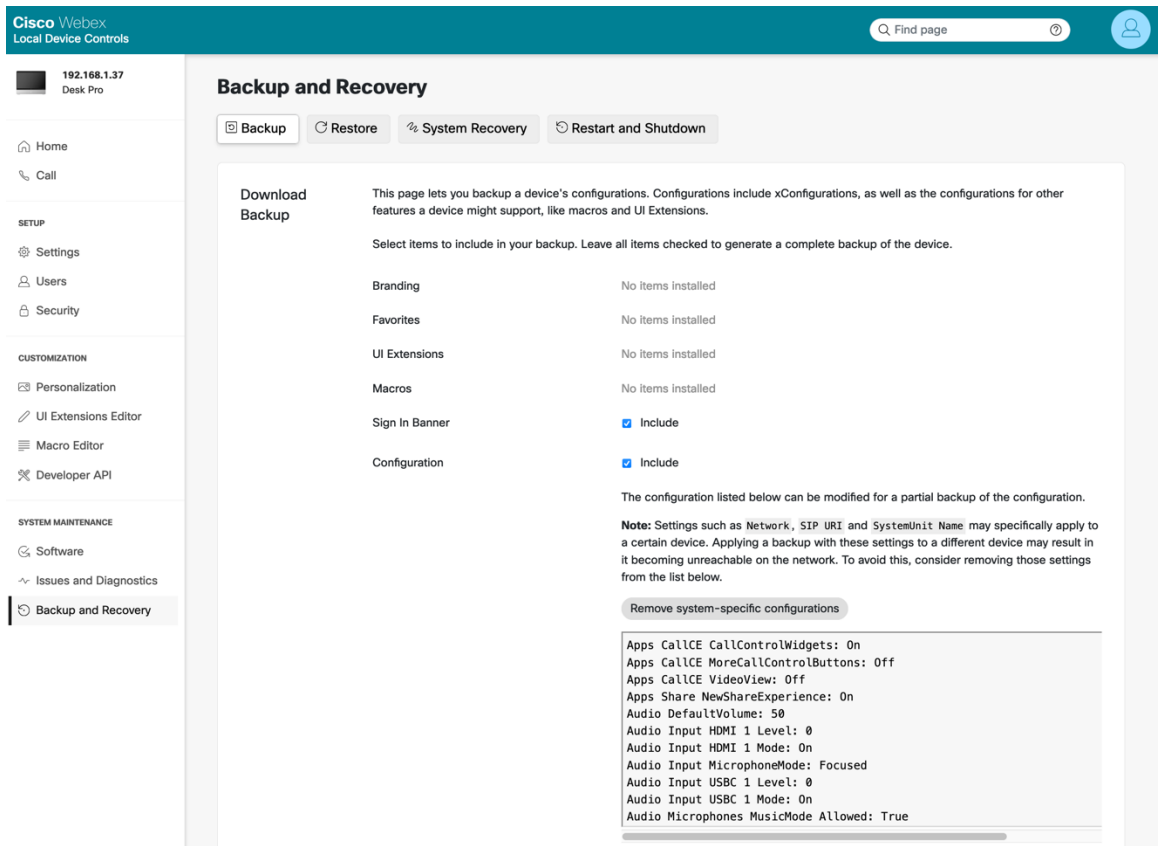 Cisco Webex
Local Device Controls
Find page
192.168.1.37
Desk Pro
Home
Call
SETUP
Settings
Users
Security
CUSTOMIZATION
Personalization
UI Extensions Editor
Macro Editor
Developer API
SYSTEM MAINTENANCE
Software
Issues and Diagnostics
Backup and Recovery
Backup and Recovery
Backup
Restore
System Recovery
Restart and Shutdown
Download
Backup
This page lets you backup a device's configurations. Configurations include xConfigurations, as well as the configurations for other
features a device might support, like macros and UI Extensions.
Select items to include in your backup. Leave all items checked to generate a complete backup of the device.
Branding No items installed
Favorites No items installed
UI Extensions No items installed
Macros No items installed
Sign In Banner Include
Configuration Include
The configuration listed below can be modified for a partial backup of the configuration.
Note: Settings such as Network, SIP URI and SystemUnit Name may specifically apply to
a certain device. Applying a backup with these settings to a different device may result in
it becoming unreachable on the network. To avoid this, consider removing those settings
from the list below.
Remove system-specific configurations
Apps CallCE CallControlWidgets: On
Apps CallCE MoreCallControlButtons: Off
Apps CallCE VideoView: Off
Apps Share NewShareExperience: On
Audio DefaultVolume: 50
Audio Input HDMI 1 Level: 0
Audio Input HDMI 1 Mode: On
Audio Input MicrophoneMode: Focused
Audio Input USBC 1 Level: 0
Audio Input USBC 1 Mode: On
Audio Microphones MusicMode Allowed: True